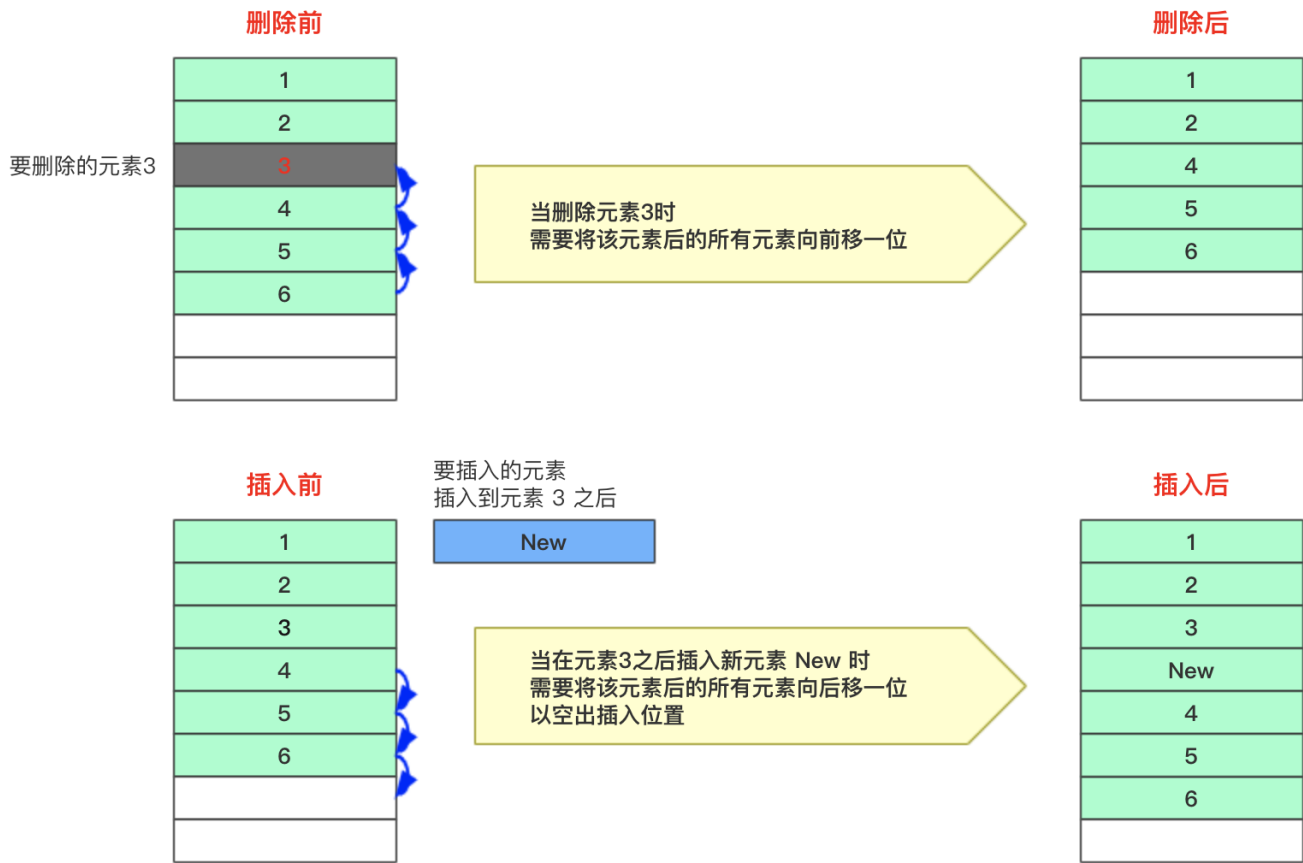 删除前
删除后
1
2
要删除的元素3
3
4
5
6
当删除元素3时
需要将该元素后的所有元素向前移一位
1
2
4
5
6
插入前
要插入的元素
插入到元素 3 之后
New
插入后
1
2
3
4
5
6
当在元素3之后插入新元素 New 时
需要将该元素后的所有元素向后移一位
以空出插入位置
1
2
3
New
4
5
6